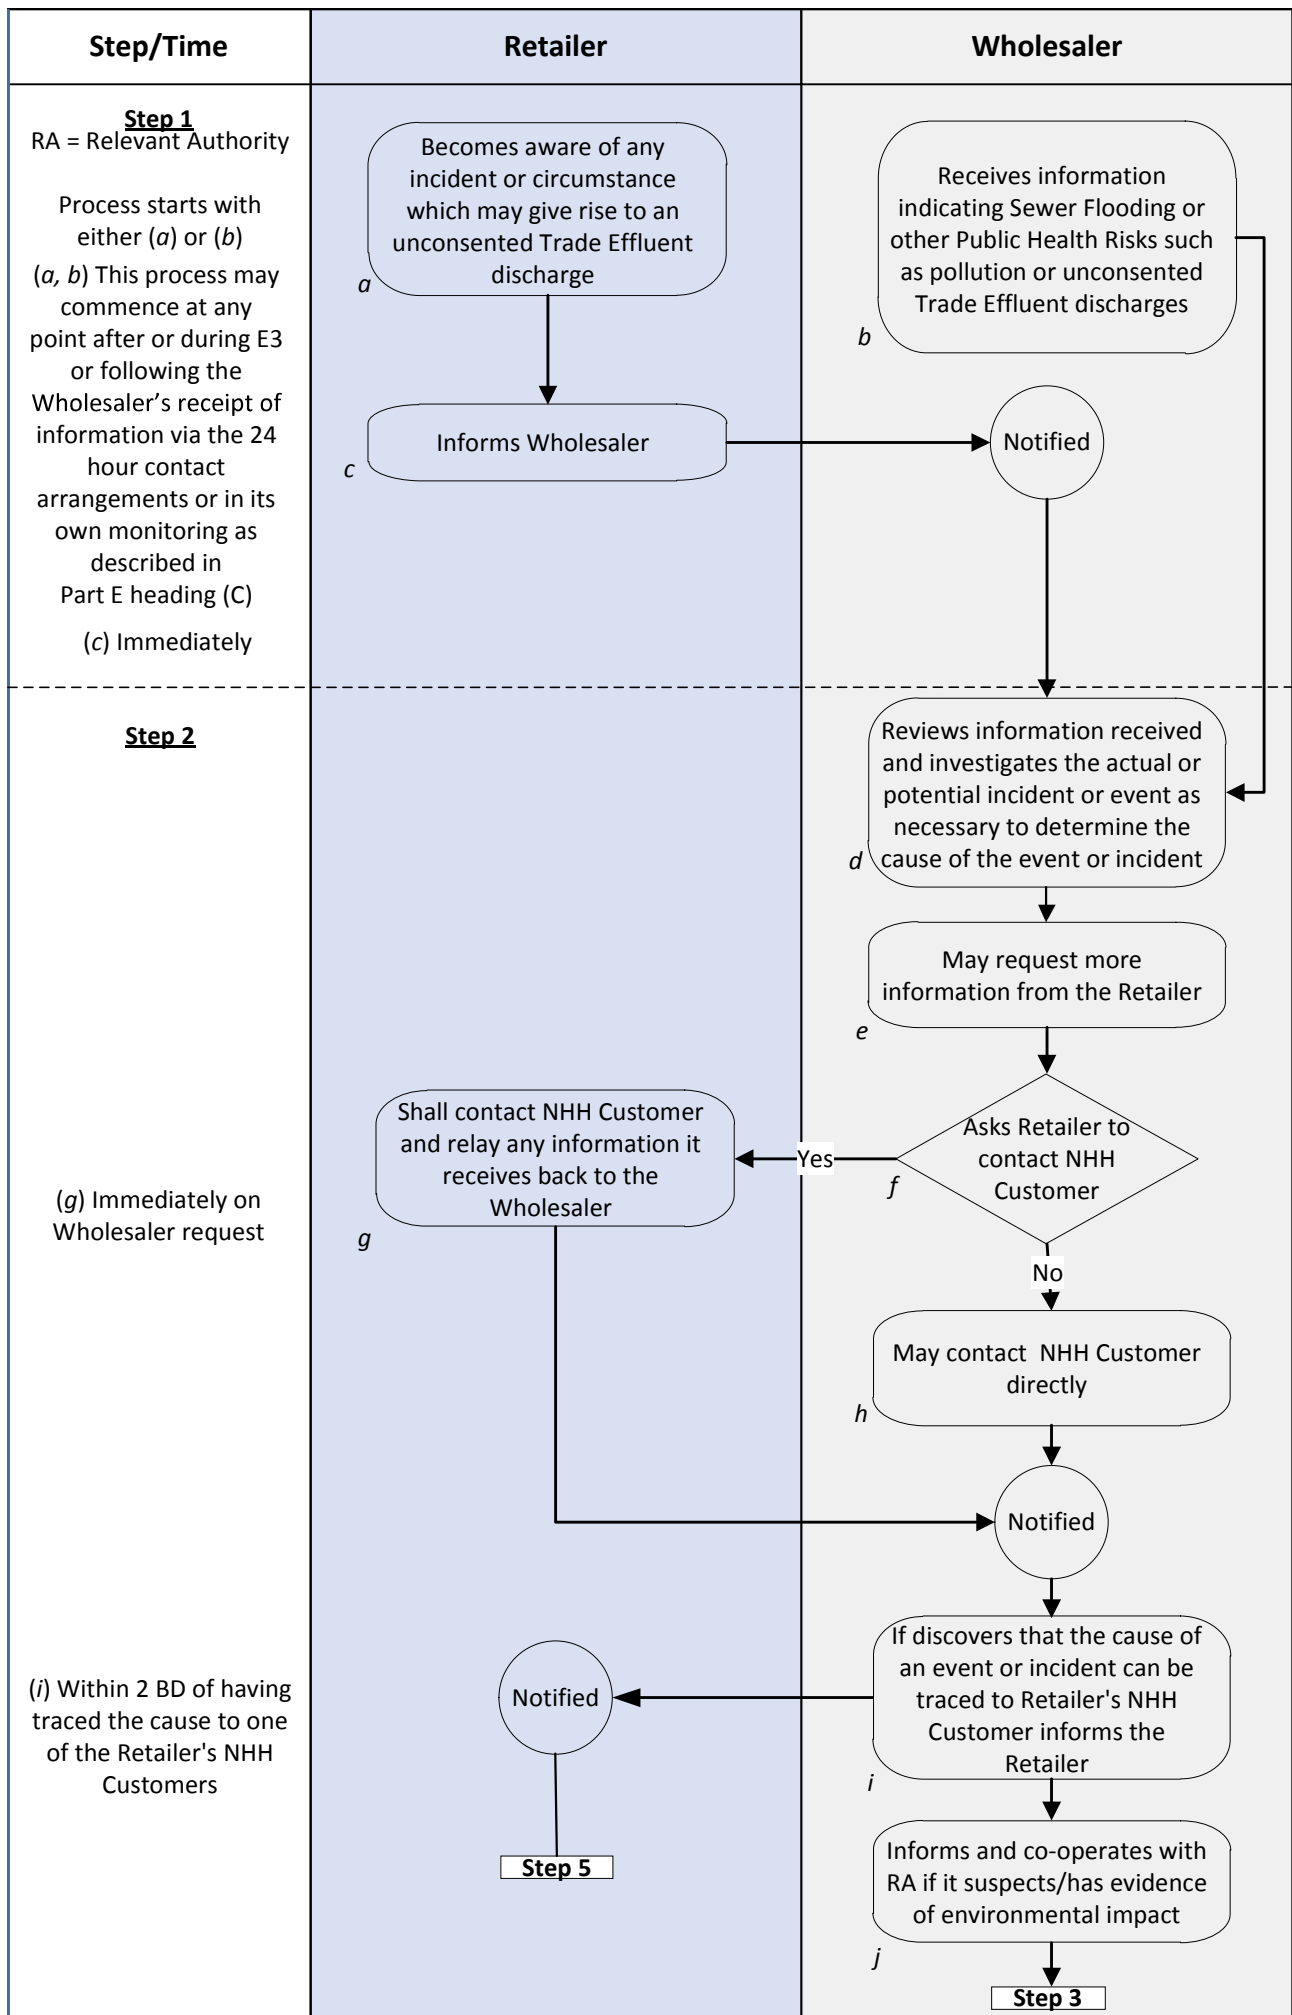 Step/Time
Retailer
Wholesaler
Step 1
RA = Relevant Authority
Process starts with
either (a) or (b)
(a, b) This process may
commence at any
point after or during E3
or following the
Wholesaler’s receipt of
information via the 24
hour contact
arrangements or in its
own monitoring as
described in
Part E heading (C)
(c) Immediately
Becomes aware of any
incident or circumstance
which may give rise to an
unconsented Trade Effluent
discharge
a
Receives information
indicating Sewer Flooding or
other Public Health Risks such
as pollution or unconsented
Trade Effluent discharges
b
Informs Wholesaler
c
Notified
Step 2
Reviews information received
and investigates the actual or
potential incident or event as
necessary to determine the
cause of the event or incident
d
May request more
information from the Retailer
e
Asks Retailer to
contact NHH
Customer
f
Yes
Shall contact NHH Customer
and relay any information it
receives back to the
Wholesaler
g
(g) Immediately on
Wholesaler request
No
May contact  NHH Customer
directly
h
Notified
If discovers that the cause of
an event or incident can be
traced to Retailer's NHH
Customer informs the
Retailer
i
Notified
(i) Within 2 BD of having
traced the cause to one
of the Retailer's NHH
Customers
Step 5
Informs and co-operates with
RA if it suspects/has evidence
of environmental impact
j
Step 3